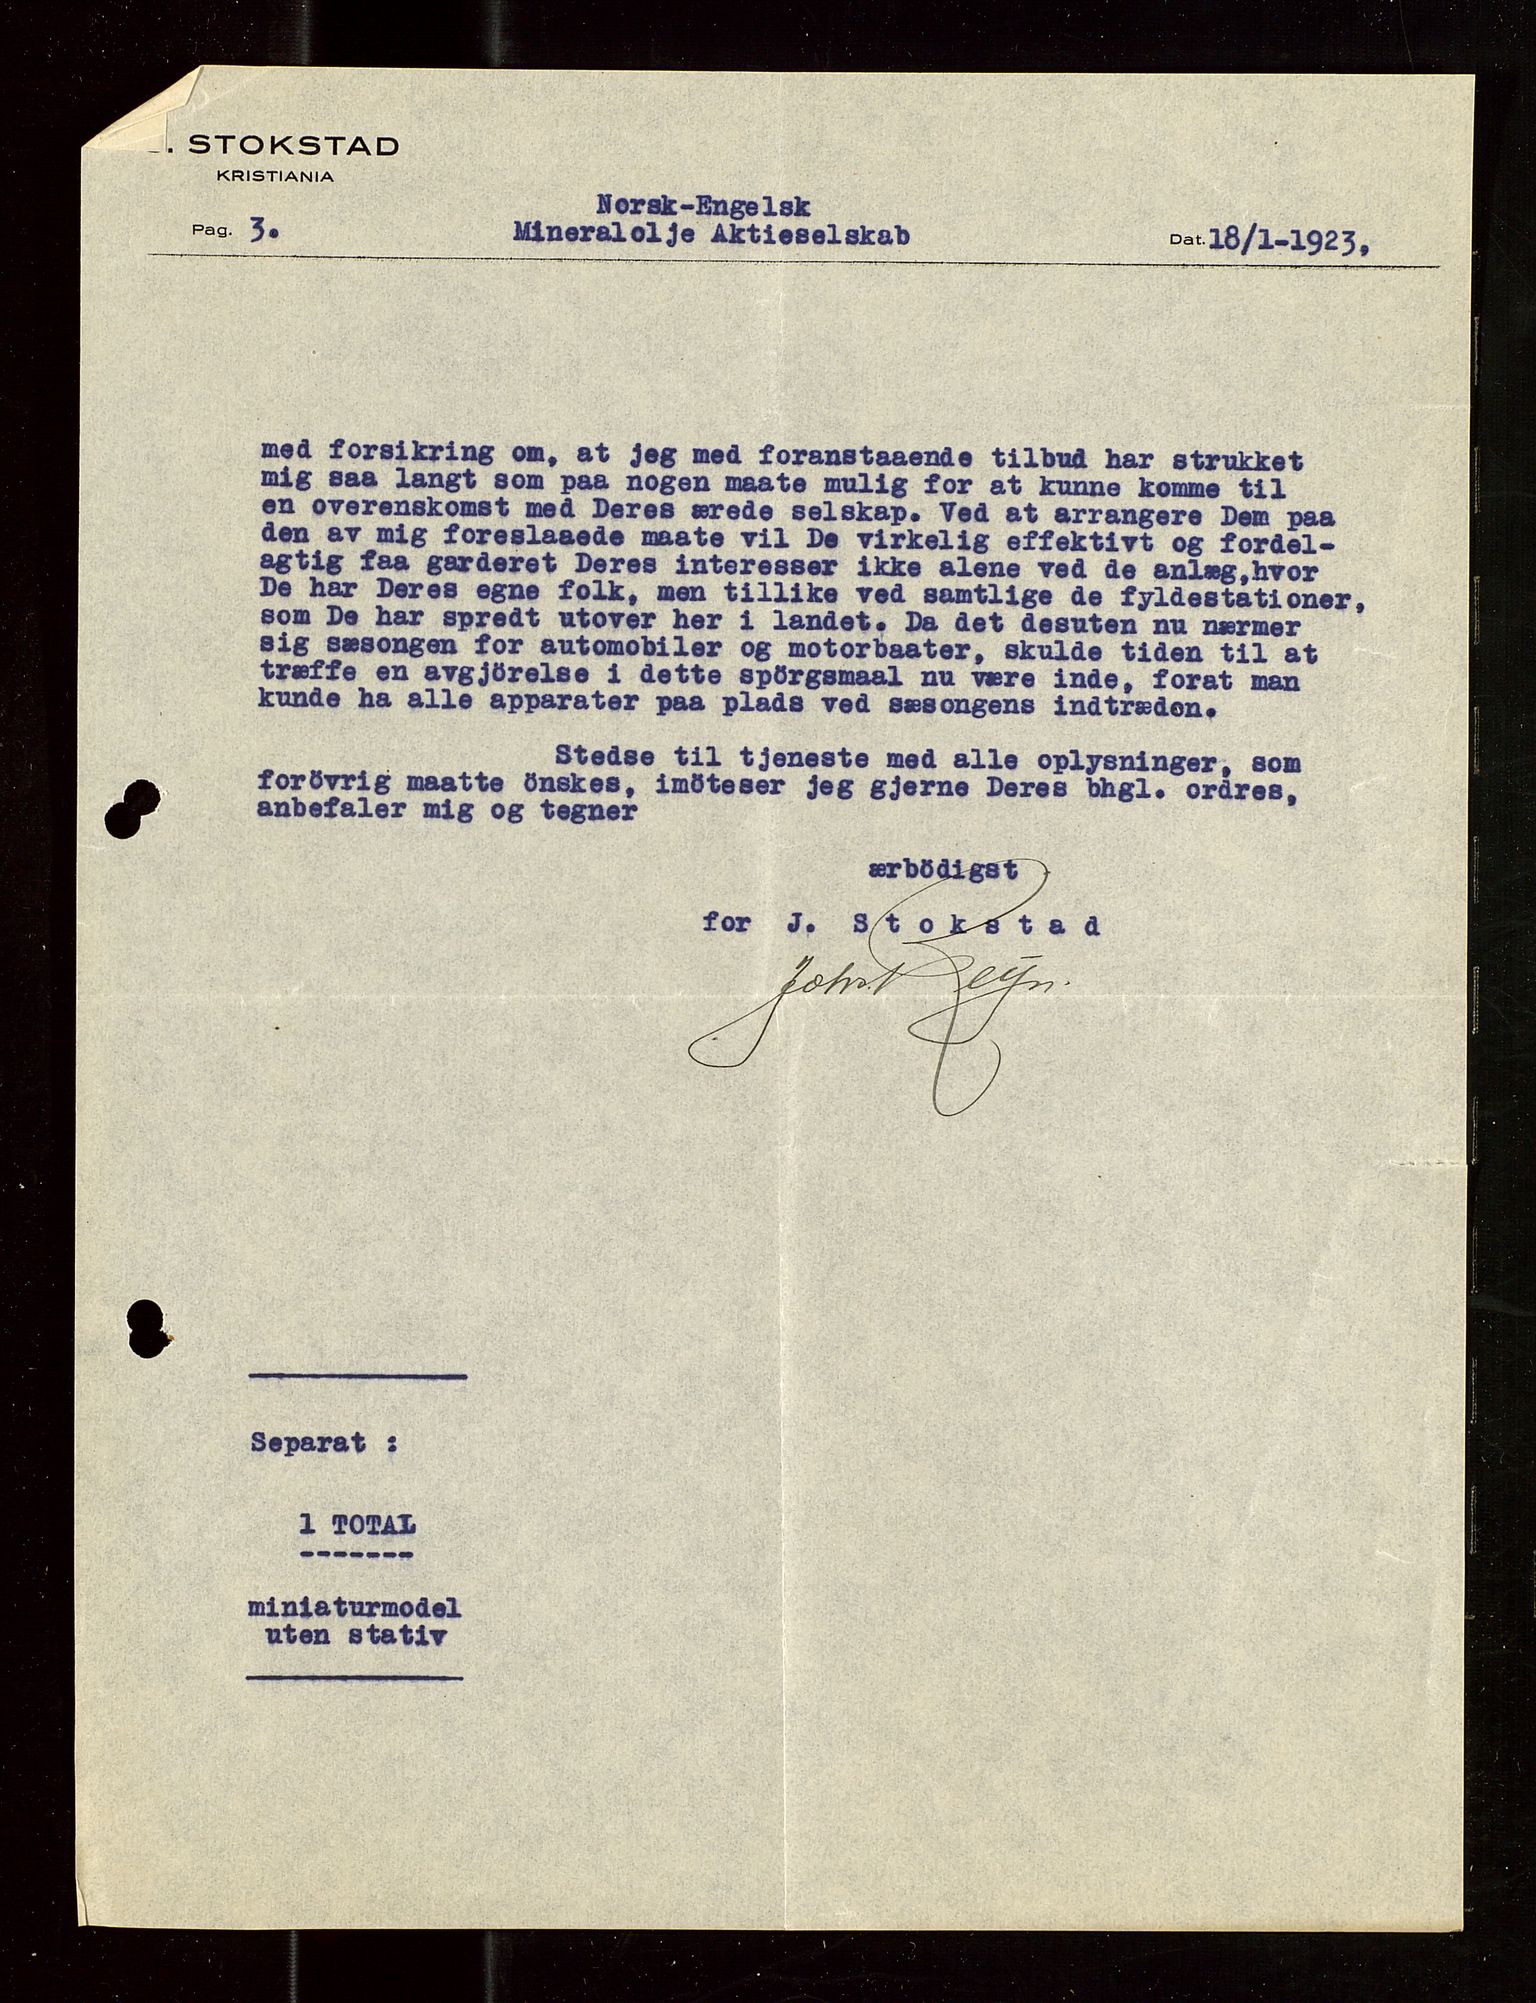 J. STOKSTAD
KRISTIANIA
Norsk-Engelsk
Pag. 3. Mineralolje Aktieselskab Dat. 18/1-1923,
med forsikring om, at jeg med foranstaaende tilbud har strukket
mig saa langt som paa nogen maate mulig for at kunne komme til
en overenskomst med Deres ærede selskap. Ved at arrangere Dem paa
den av mig foreslaaede maate vil De virkelig effektivt og fordel-
agtig faa garderet Deres interesser ikke alene ved de anlæg,hvor
De har Deres egne folk, men tillike ved samtlige de fyldestationer,
som De har spredt utover her i landet. Da det desuten nu nærmer
sig sæsongen for automobiler og motorbaater, skulde tiden til at
træffe en avgjörelse i dette spörgsmaal nu være inde, forat man
kunde ha alle apparater paa plads ved sæsongens indtræden.
Stedse til tjeneste med alle oplysninger, som
forövrig maatte önskes, imöteser jeg gjerne Deres bhgl. ordres,
anbefaler mig og tegner
ærbödigst
for J. Stokstad
Separat :
1 TOTAL
-------
miniaturmodel
uten stativ